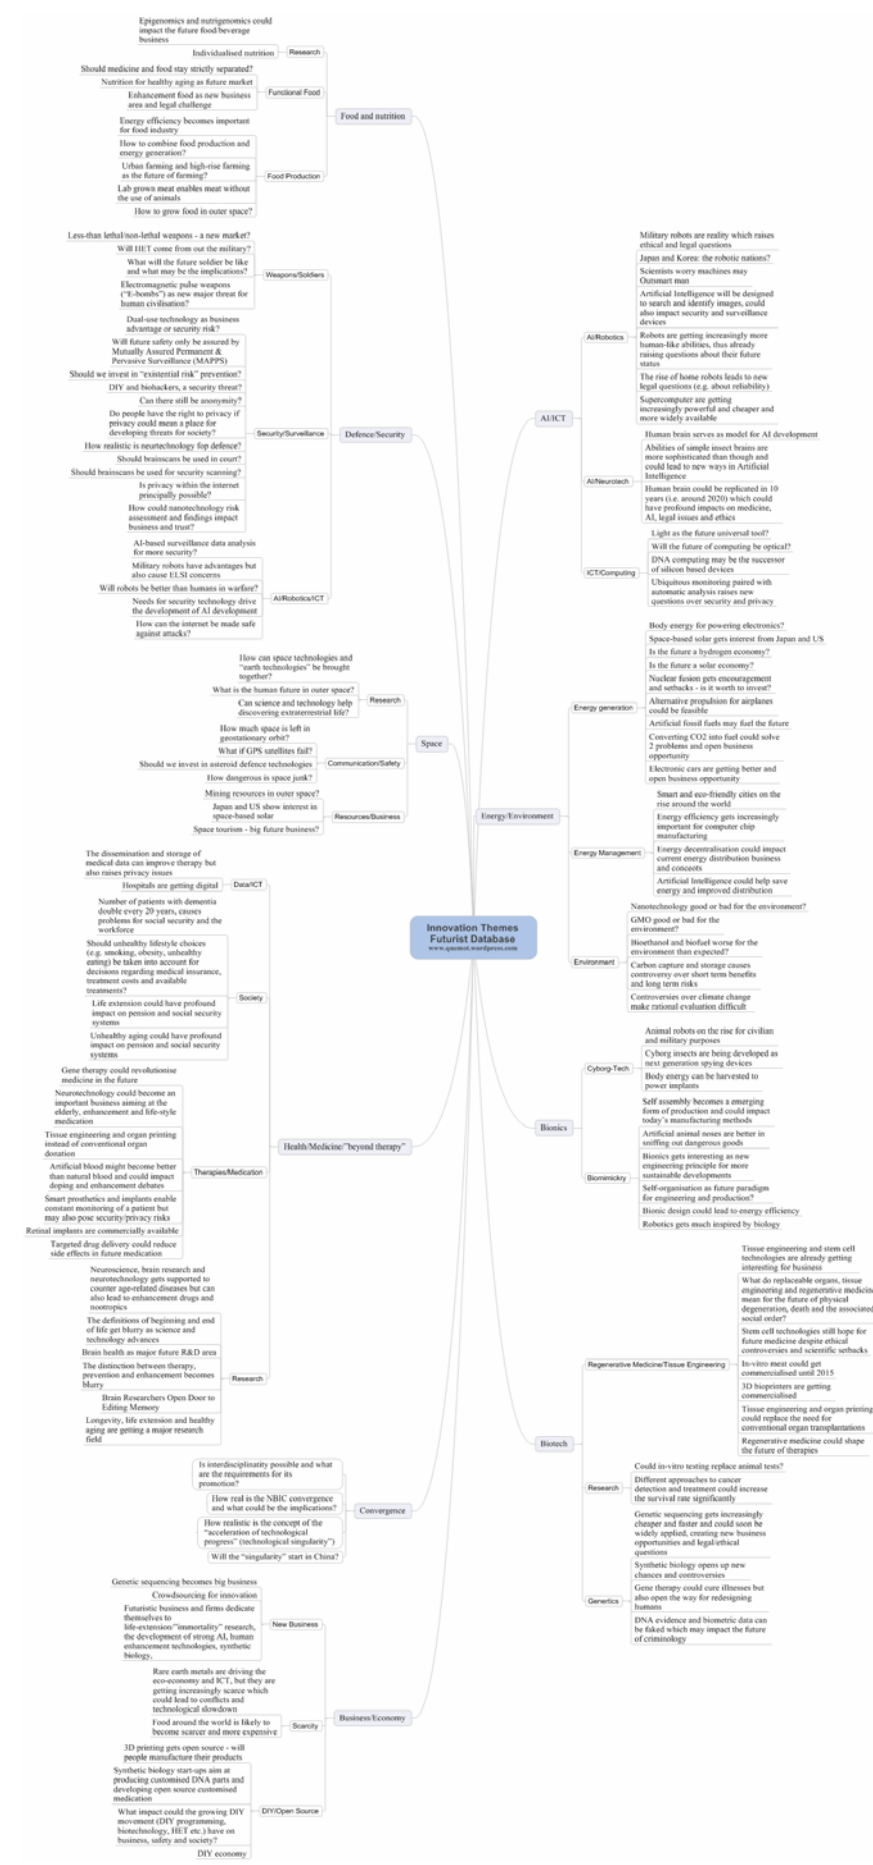 Epigenomics and nutrigenomics could
impact the future food/beverage
business
Individualised nutrition
Research
Should medicine and food stay strictly separated?
Nutrition for healthy aging as future market
Enhancement food as new business
area and legal challenge
Functional Food
Energy efficiency becomes important
for food industry
How to combine food production and
energy generation?
Urban farming and high-rise farming
as the future of farming?
Lab grown meat enables meat without
the use of animals
How to grow food in outer space?
Food Production
Food and nutrition
Less-than lethal/non-lethal weapons - a new market?
Will HET come from out the military?
What will the future soldier be like
and what may be the implications?
Electromagnetic pulse weapons
("E-bombs") as new major threat for
human civilisation?
Weapons/Soldiers
Dual-use technology as business
advantage or security risk?
Will future safety only be assured by
Mutually Assured Permanent &
Pervasive Surveillance (MAPPS)
Should we invest in "existential risk" prevention?
DIY and biohackers, a security threat?
Can there still be anonymity?
Do people have the right to privacy if
privacy could mean a place for
developing threats for society?
How realistic is neurtechnology fop defence?
Should brainscans be used in court?
Should brainscans be used for security scanning?
Is privacy within the internet
principally possible?
How could nanotechnology risk
assessment and findings impact
business and trust?
Security/Surveillance
AI-based surveillance data analysis
for more security?
Military robots have advantages but
also cause ELSI concerns
Will robots be better than humans in warfare?
Needs for security technology drive
the development of AI development
How can the internet be made safe
against attacks?
AI/Robotics/ICT
Defence/Security
How can space technologies and
"earth technologies" be brought
together?
What is the human future in outer space?
Can science and technology help
discovering extraterrestrial life?
Research
How much space is left in
geostationary orbit?
What if GPS satellites fail?
Should we invest in asteroid defence technologies
How dangerous is space junk?
Communication/Safety
Mining resources in outer space?
Japan and US show interest in
space-based solar
Space tourism - big future business?
Resources/Business
Space
The dissemination and storage of
medical data can improve therapy but
also raises privacy issues
Hospitals are getting digital
Data/ICT
Number of patients with dementia
double every 20 years, causes
problems for social security and the
workforce
Should unhealthy lifestyle choices
(e.g. smoking, obesity, unhealthy
eating) be taken into account for
decisions regarding medical insurance,
treatment costs and available
treatments?
Life extension could have profound
impact on pension and social security
systems
Unhealthy aging could have profound
impact on pension and social security
systems
Society
Gene therapy could revolutionise
medicine in the future
Neurotechnology could become an
important business aiming at the
elderly, enhancement and life-style
medication
Tissue engineering and organ printing
instead of conventional organ
donation
Artificial blood might become better
than natural blood and could impact
doping and enhancement debates
Smart prosthetics and implants enable
constant monitoring of a patient but
may also pose security/privacy risks
Retinal implants are commercially available
Targeted drug delivery could reduce
side effects in future medication
Therapies/Medication
Neuroscience, brain research and
neurotechnology gets supported to
counter age-related diseases but can
also lead to enhancement drugs and
nootropics
The definitions of beginning and end
of life get blurry as science and
technology advances
Brain health as major future R&D area
The distinction between therapy,
prevention and enhancement becomes
blurry
Brain Researchers Open Door to
Editing Memory
Longevity, life extension and healthy
aging are getting a major research
field
Research
Health/Medicine/"beyond therapy"
Is interdisciplinatity possible and what
are the requirements for its
promotion?
How real is the NBIC convergence
and what could be the implications?
How realistic is the concept of the
"acceleration of technological
progress" (technological singularity")
Will the "singularity" start in China?
Convergence
Genetic sequencing becomes big business
Crowdsourcing for innovation
Futuristic business and firms dedicate
themselves to
life-extension/"immortality" research,
the development of strong AI, human
enhancement technologies, synthetic
biology,
New Business
Rare earth metals are driving the
eco-economy and ICT, but they are
getting increasingly scarce which
could lead to conflicts and
technological slowdown
Food around the world is likely to
become scarcer and more expensive
Scarcity
3D printing gets open source - will
people manufacture their products
Synthetic biology start-ups aim at
producing customised DNA parts and
developing open source customised
medication
What impact could the growing DIY
movement (DIY programming,
biotechnology, HET etc.) have on
business, safety and society?
DIY economy
DIY/Open Source
Business/Economy
Innovation Themes
Futurist Database
www.quomot.wordpress.com
Military robots are reality which raises
ethical and legal questions
Japan and Korea: the robotic nations?
Scientists worry machines may
Outsmart man
Artificial Intelligence will be designed
to search and identify images, could
also impact security and surveillance
devices
Robots are getting increasingly more
human-like abilities, thus already
raising questions about their future
status
The rise of home robots leads to new
legal questions (e.g. about reliability)
Supercomputer are getting
increasingly powerful and cheaper and
more widely available
AI/Robotics
Human brain serves as model for AI development
Abilities of simple insect brains are
more sophisticated than though and
could lead to new ways in Artificial
Intelligence
Human brain could be replicated in 10
years (i.e. around 2020) which could
have profound impacts on medicine,
AI, legal issues and ethics
AI/Neurotech
Light as the future universal tool?
Will the future of computing be optical?
DNA computing may be the successor
of silicon based devices
Ubiquitous monitoring paired with
automatic analysis raises new
questions over security and privacy
ICT/Computing
AI/ICT
Body energy for powering electronics?
Space-based solar gets interest from Japan and US
Is the future a hydrogen economy?
Is the future a solar economy?
Nuclear fusion gets encouragement
and setbacks - is it worth to invest?
Alternative propulsion for airplanes
could be feasible
Artificial fossil fuels may fuel the future
Converting CO2 into fuel could solve
2 problems and open business
opportunity
Electronic cars are getting better and
open business opportunity
Energy generation
Smart and eco-friendly cities on the
rise around the world
Energy efficiency gets increasingly
important for computer chip
manufacturing
Energy decentralisation could impact
current energy distribution business
and conceots
Artificial Intelligence could help save
energy and improved distribution
Energy Management
Nanotechnology good or bad for the environment?
GMO good or bad for the
environment?
Bioethanol and biofuel worse for the
environment than expected?
Carbon capture and storage causes
controversy over short term benefits
and long term risks
Controversies over climate change
make rational evaluation difficult
Environment
Energy/Environment
Animal robots on the rise for civilian
and military purposes
Cyborg insects are being developed as
next generation spying devices
Body energy can be harvested to
power implants
Cyborg-Tech
Self assembly becomes a emerging
form of production and could impact
today's manufacturing methods
Artificial animal noses are better in
sniffing out dangerous goods
Bionics gets interesting as new
engineering principle for more
sustainable developments
Self-organisation as future paradigm
for engineering and production?
Bionic design could lead to energy efficiency
Robotics gets much inspired by biology
Biomimickry
Bionics
Tissue engineering and stem cell
technologies are already getting
interesting for business
What do replaceable organs, tissue
engineering and regenerative medicine
mean for the future of physical
degeneration, death and the associated
social order?
Stem cell technologies still hope for
future medicine despite ethical
controversies and scientific setbacks
In-vitro meat could get
commercialised until 2015
3D bioprinters are getting
commercialised
Tissue engineering and organ printing
could replace the need for
conventional organ transplantations
Regenerative medicine could shape
the future of therapies
Regenerative Medicine/Tissue Engineering
Could in-vitro testing replace animal tests?
Different approaches to cancer
detection and treatment could increase
the survival rate significantly
Research
Genetic sequencing gets increasingly
cheaper and faster and could soon be
widely applied, creating new business
opportunities and legal/ethical
questions
Synthetic biology opens up new
chances and controversies
Gene therapy could cure illnesses but
also open the way for redesigning
humans
DNA evidence and biometric data can
be faked which may impact the future
of criminology
Genertics
Biotech